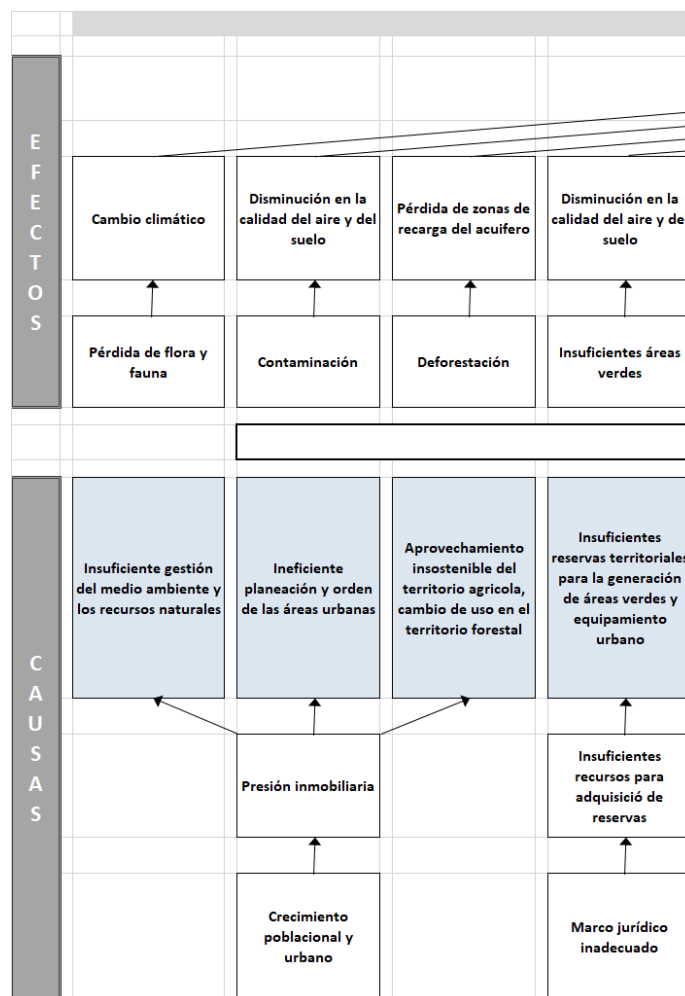 EFECTOS
Cambio climático
Disminución en la
calidad del aire y del
suelo
Pérdida de zonas de
recarga del acuifero
Disminución en la
calidad del aire y del
suelo
Pérdida de flora y
fauna
Contaminación
Deforestación
Insuficientes áreas
verdes
CAUSAS
Insuficiente gestión
del medio ambiente y
los recursos naturales
Ineficiente
planeación y orden
de las áreas urbanas
Aprovechamiento
insostenible del
territorio agricola,
cambio de uso en el
territorio forestal
Insuficientes
reservas territoriales
para la generación
de áreas verdes y
equipamiento
urbano
Presión inmobiliaria
Insuficientes
recursos para
adquisició de
reservas
Crecimiento
poblacional y
urbano
Marco jurídico
inadecuado